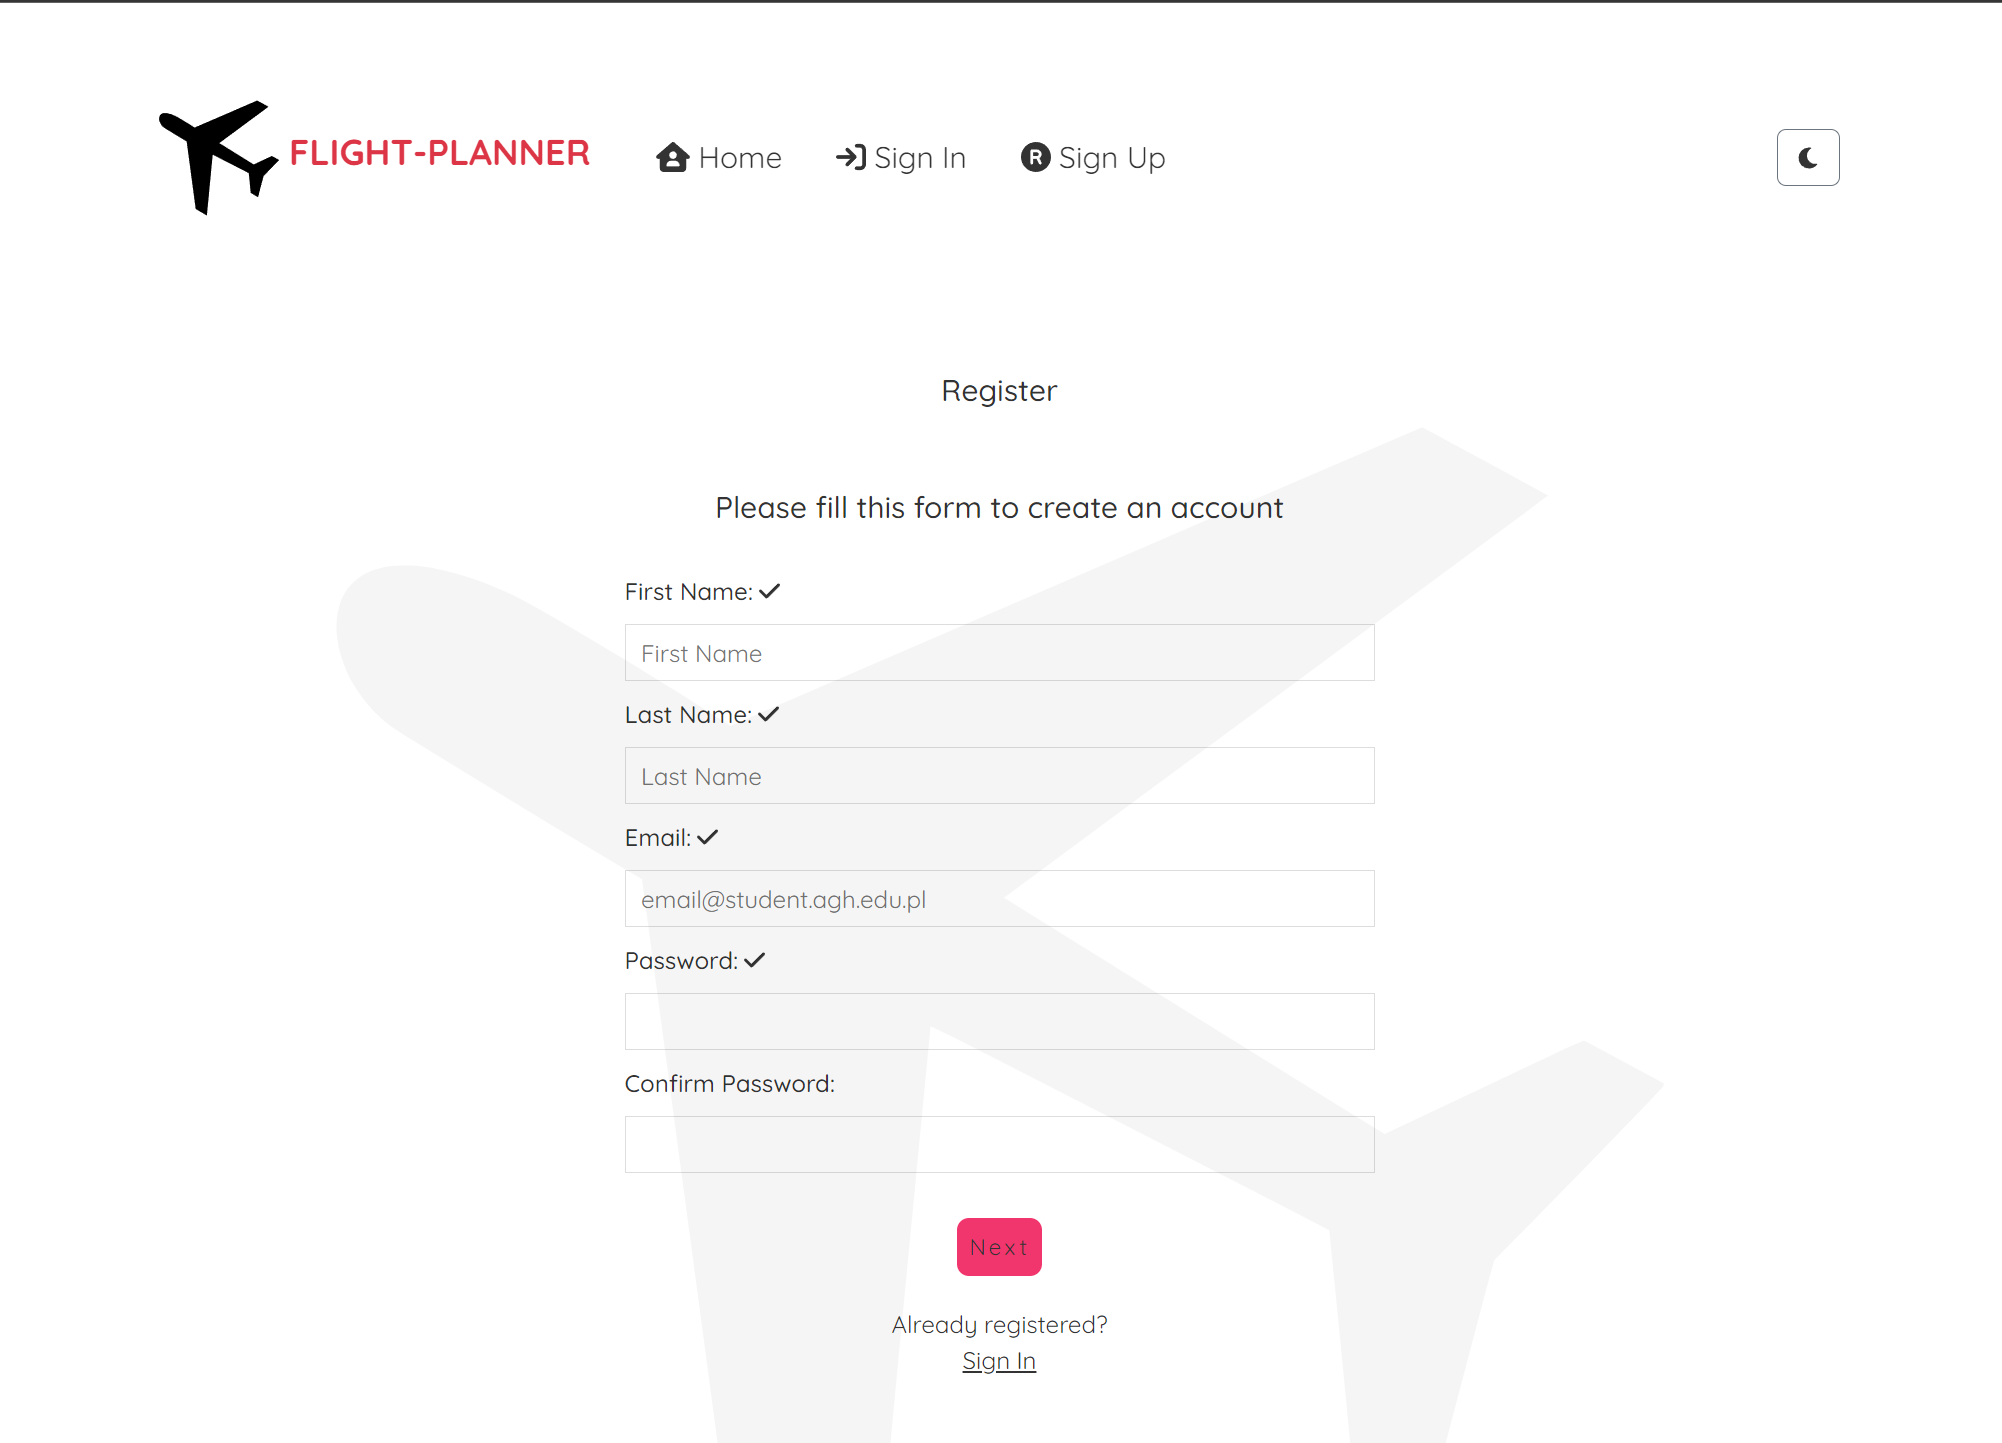 FLIGHT-PLANNER
Home
Sign In
Sign Up
Register
Please fill this form to create an account
First Name:
First Name
Last Name:
Last Name
Email:
email@student.agh.edu.pl
Password:
Confirm Password:
Next
Already registered?
Sign In